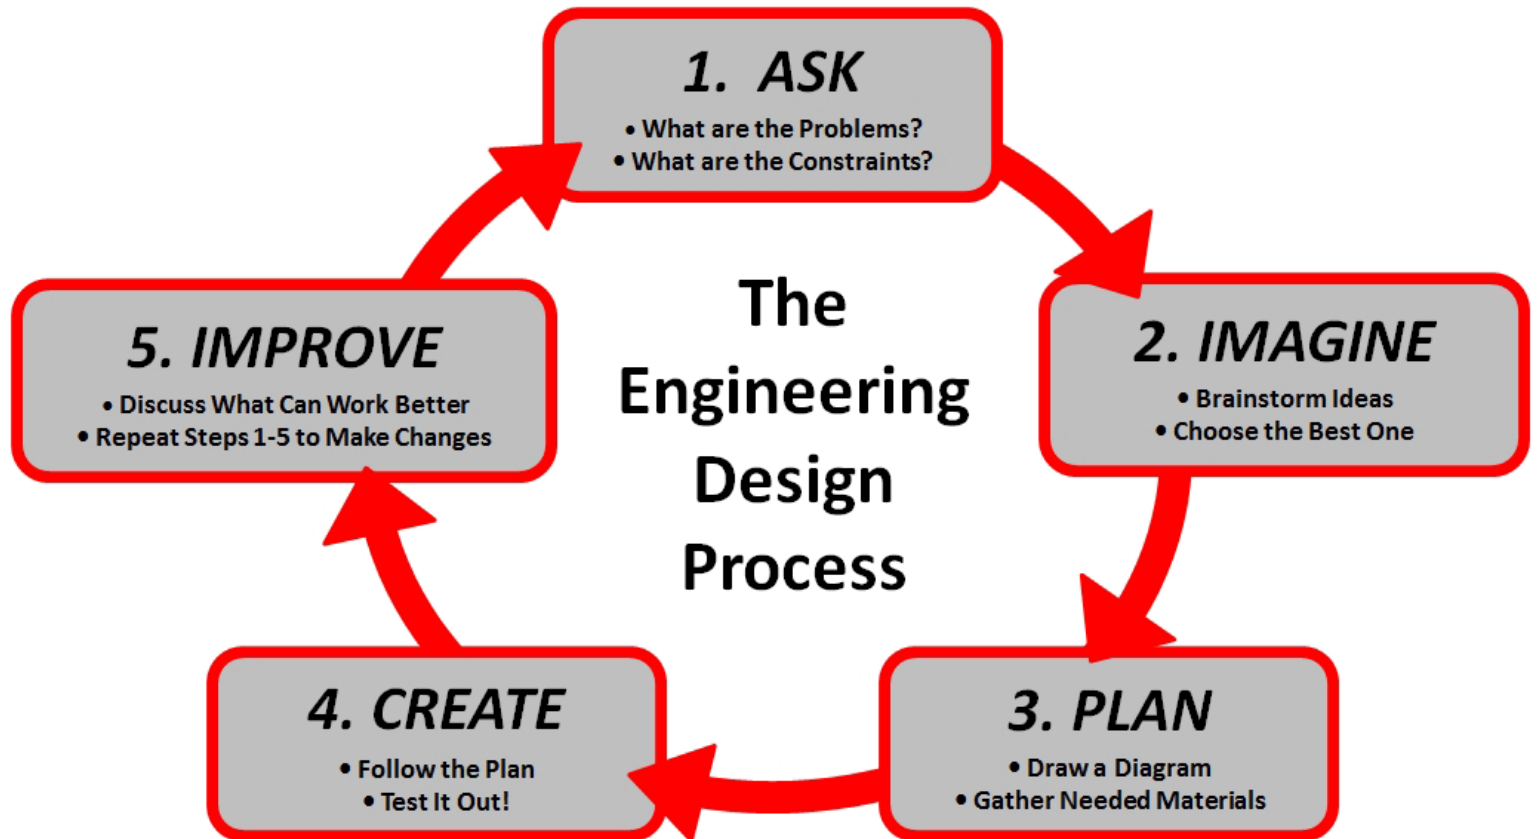 1. ASK
• What are the Problems?
• What are the Constraints?
The
Engineering
Design
Process
2. IMAGINE
• Brainstorm Ideas
• Choose the Best One
3. PLAN
• Draw a Diagram
• Gather Needed Materials
4. CREATE
• Follow the Plan
• Test It Out!
5. IMPROVE
• Discuss What Can Work Better
• Repeat Steps 1-5 to Make Changes